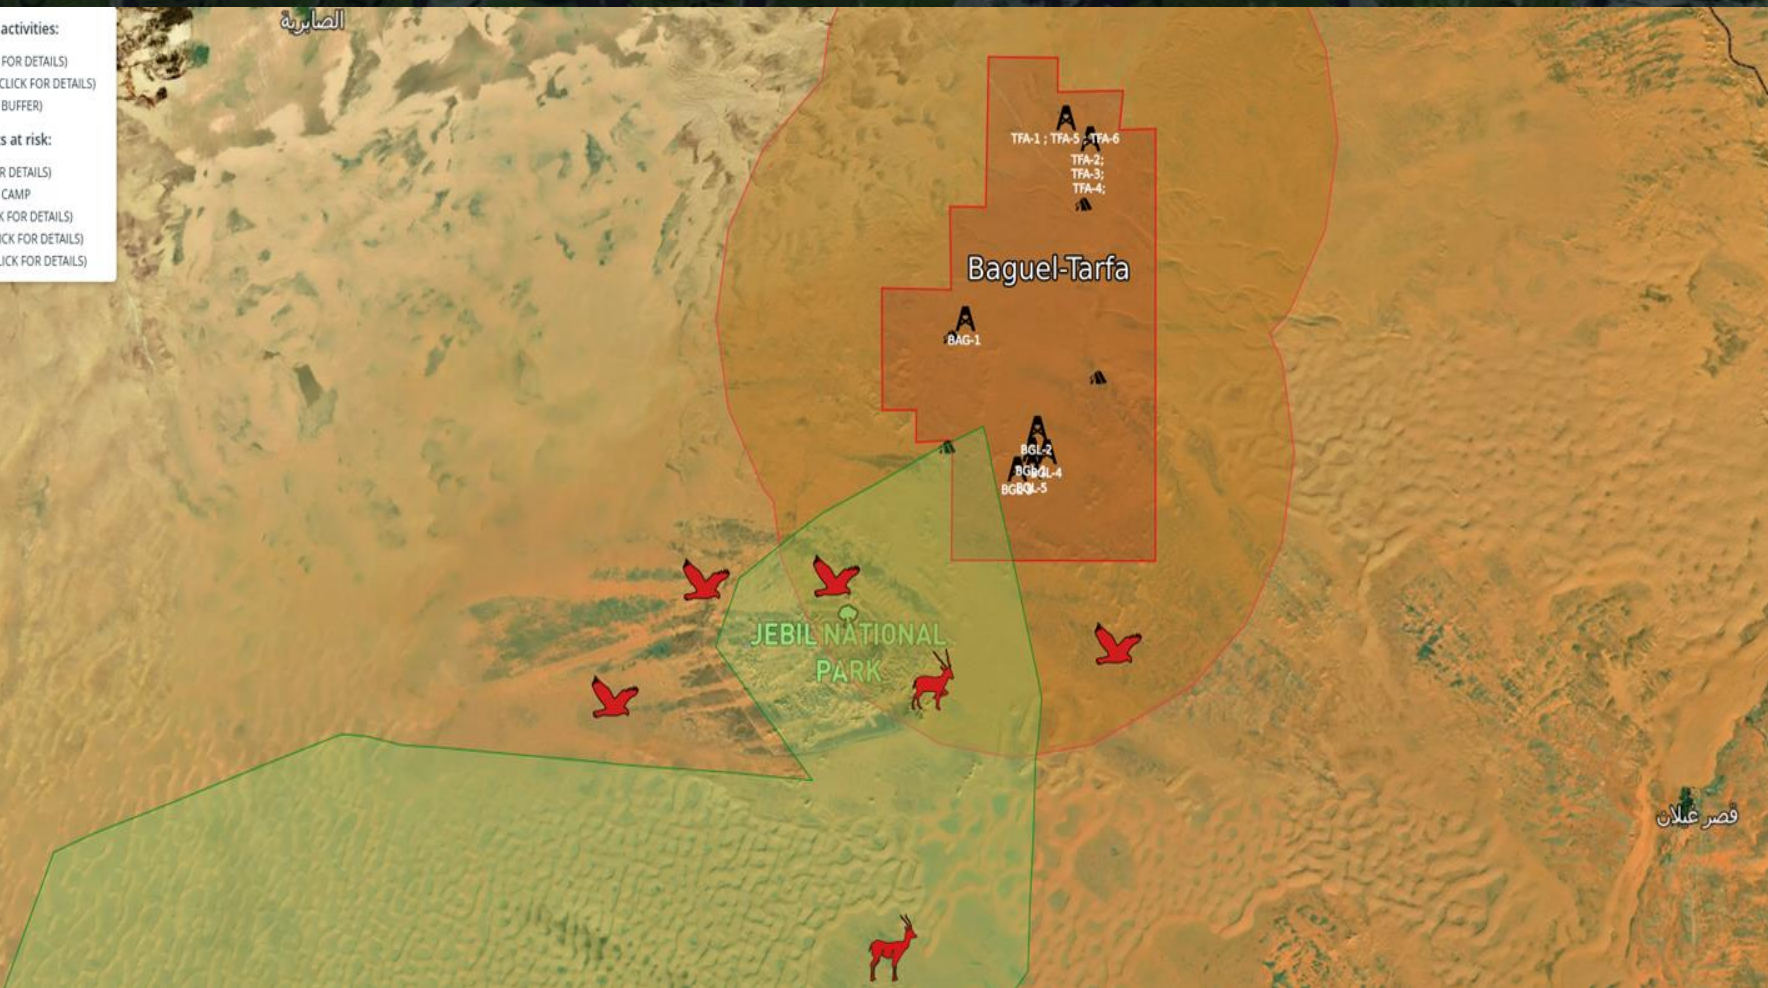 activities:
FOR DETAILS)
CLICK FOR DETAILS)
BUFFER)
s at risk:
R DETAILS)
CAMP
K FOR DETAILS)
ICK FOR DETAILS)
LICK FOR DETAILS)
الصابرية
TFA-1 ; TFA-5 ; TFA-6
TFA-2;
TFA-3;
TFA-4;
Baguel-Tarfa
BAG-1
BGL-2
BGL-4
BGL-5
JEBIL NATIONAL
PARK
قصر غيلان